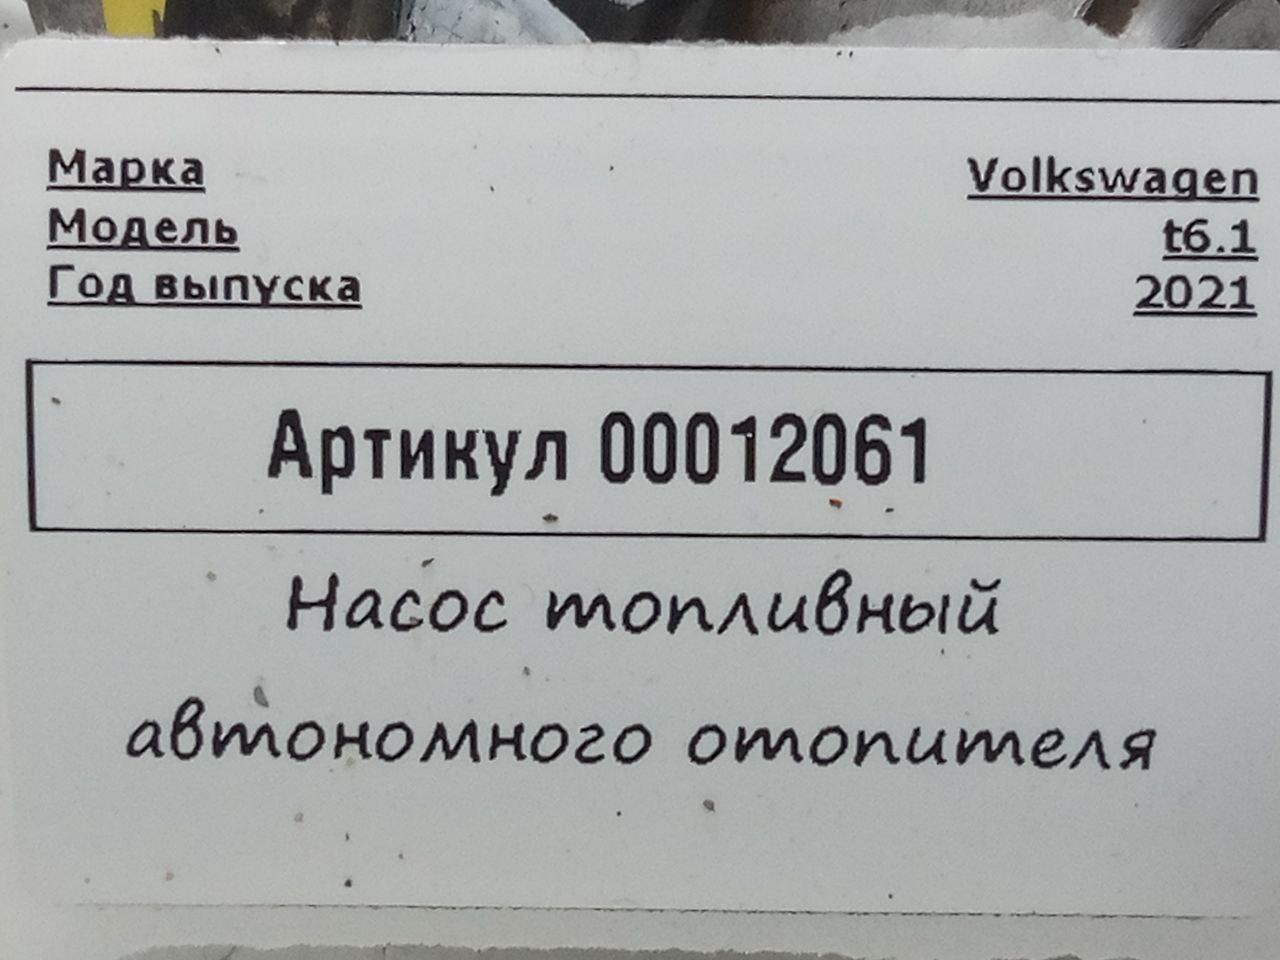 Марка Volkswagen
Модель t6.1
Год выпуска 2021
Артикул 00012061
Насос топливный
автономного отопителя